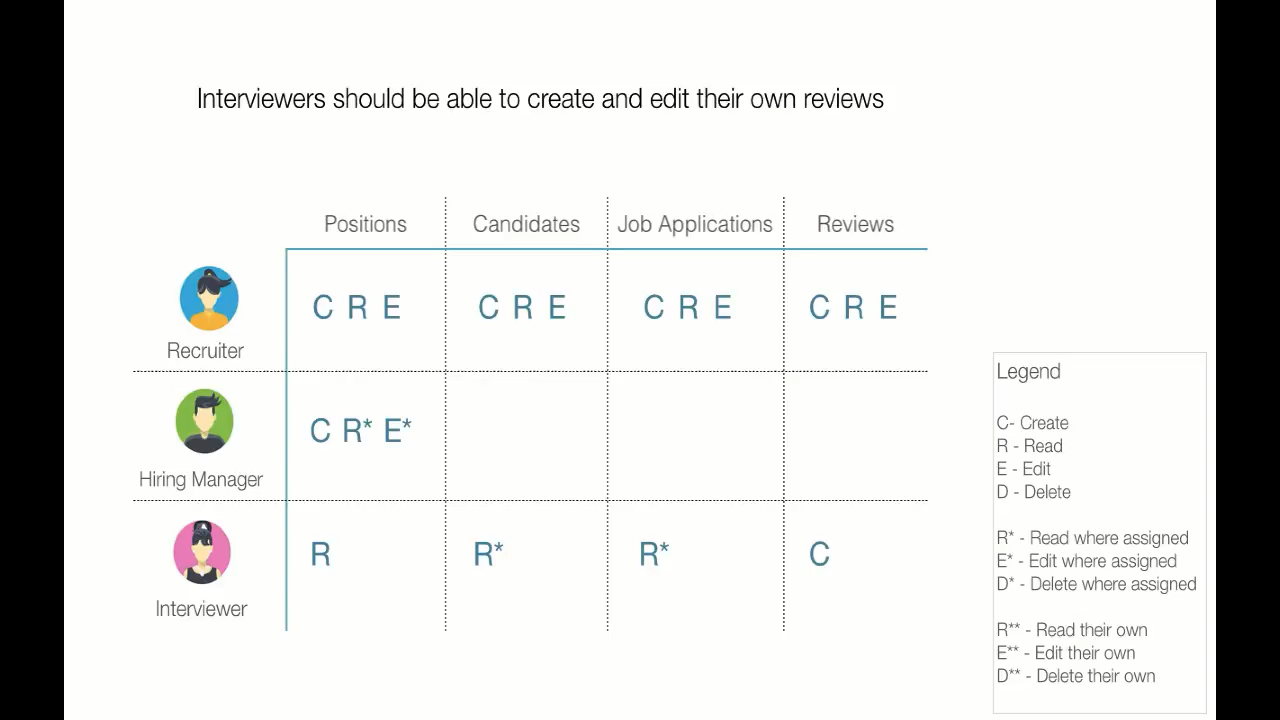 Interviewers should be able to create and edit their own reviews
Positions Candidates Job Applications Reviews
C R E C R E C R E C R E
Recruiter
C R* E*
Hiring Manager
R R* R* C
Interviewer
Legend
C- Create
R - Read
E - Edit
D - Delete
R* - Read where assigned
E* - Edit where assigned
D* - Delete where assigned
R** - Read their own
E** - Edit their own
D** - Delete their own